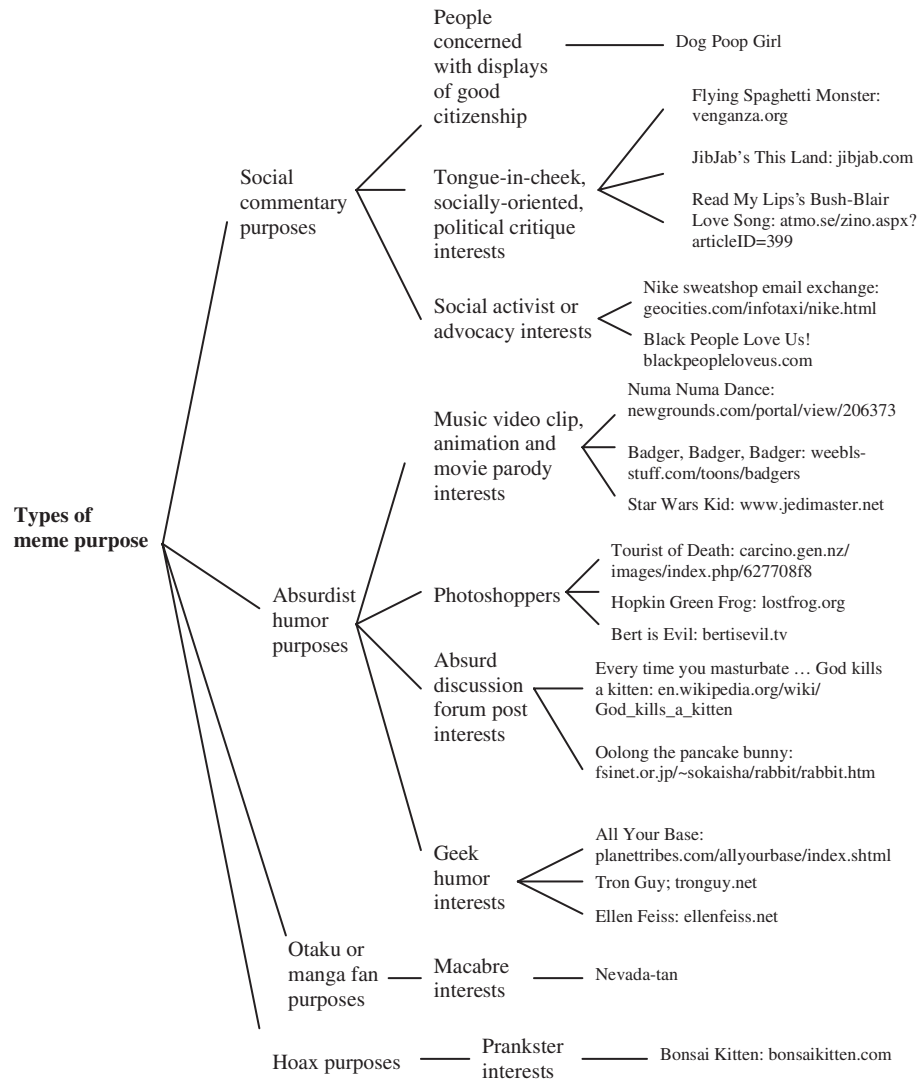 People
concerned
with displays
of good
citizenship
Dog Poop Girl
Social
commentary
purposes
Tongue-in-cheek,
socially-oriented,
political critique
interests
Flying Spaghetti Monster:
venganza.org
JibJab's This Land: jibjab.com
Read My Lips's Bush-Blair
Love Song: atmo.se/zino.aspx?
articleID=399
Social activist or
advocacy interests
Nike sweatshop email exchange:
geocities.com/infotaxi/nike.html
Black People Love Us!
blackpeopleloveus.com
Types of
meme purpose
Absurdist
humor
purposes
Music video clip,
animation and
movie parody
interests
Numa Numa Dance:
newgrounds.com/portal/view/206373
Badger, Badger, Badger: weebls-
stuff.com/toons/badgers
Star Wars Kid: www.jedimaster.net
Photoshoppers
Tourist of Death: carcino.gen.nz/
images/index.php/627708f8
Hopkin Green Frog: lostfrog.org
Bert is Evil: bertisevil.tv
Absurd
discussion
forum post
interests
Every time you masturbate … God kills
a kitten: en.wikipedia.org/wiki/
God_kills_a_kitten
Oolong the pancake bunny:
fsinet.or.jp/~sokaisha/rabbit/rabbit.htm
Geek
humor
interests
All Your Base:
planettribes.com/allyourbase/index.shtml
Tron Guy; tronguy.net
Ellen Feiss: ellenfeiss.net
Otaku or
manga fan
purposes
Macabre
interests
Nevada-tan
Hoax purposes
Prankster
interests
Bonsai Kitten: bonsaikitten.com